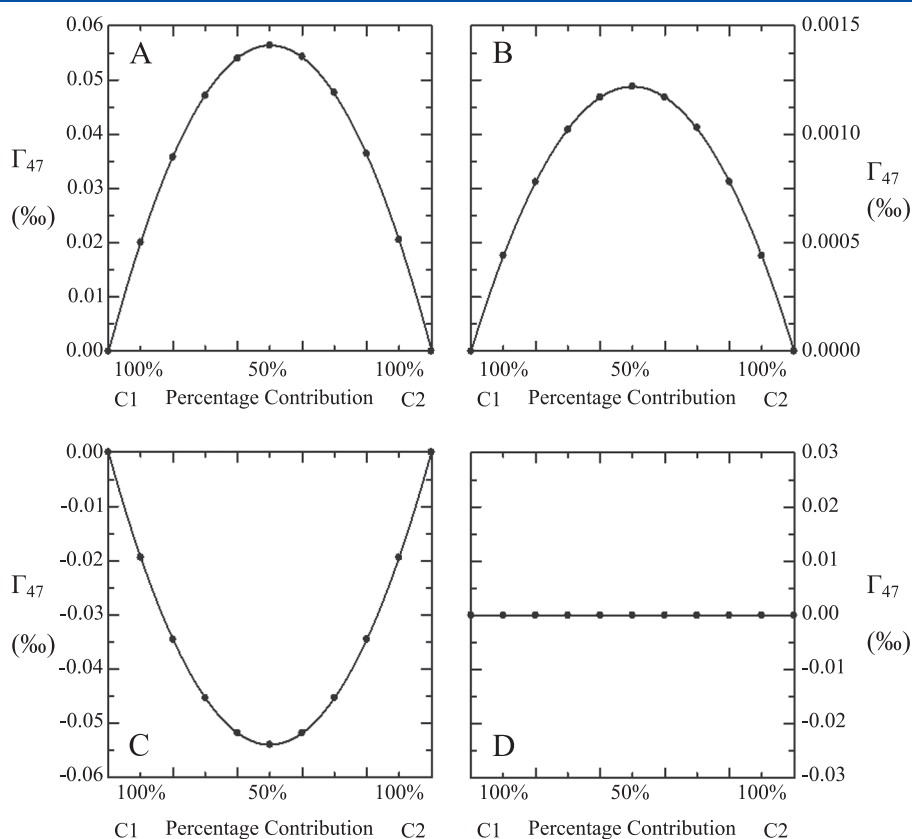 A
0.06
0.05
0.04
0.03
0.02
0.01
0.00
Γ47
(‰)
100% 50% 100%
C1 Percentage Contribution C2
B
0.0015
0.0010
0.0005
0.0000
Γ47
(‰)
100% 50% 100%
C1 Percentage Contribution C2
C
0.00
-0.01
-0.02
-0.03
-0.04
-0.05
-0.06
Γ47
(‰)
100% 50% 100%
C1 Percentage Contribution C2
D
0.03
0.02
0.01
0.00
-0.01
-0.02
-0.03
Γ47
(‰)
100% 50% 100%
C1 Percentage Contribution C2